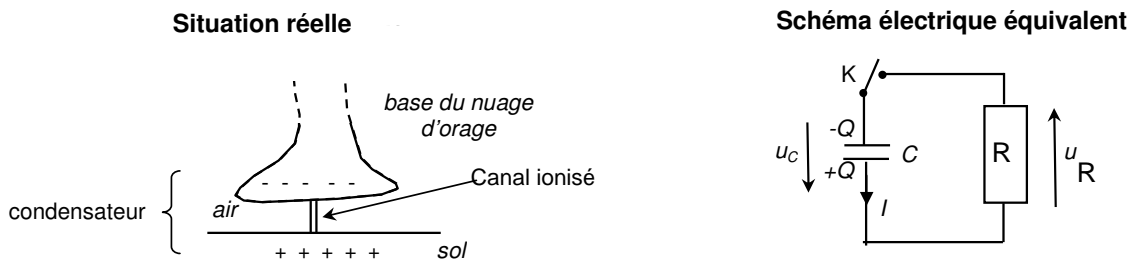 Situation réelle
base du nuage
d'orage
condensateur
air
- - - - -
Canal ionisé
+ + + + +
sol
Schéma électrique équivalent
K
-Q
u_C
C
+Q
I
R
u_R